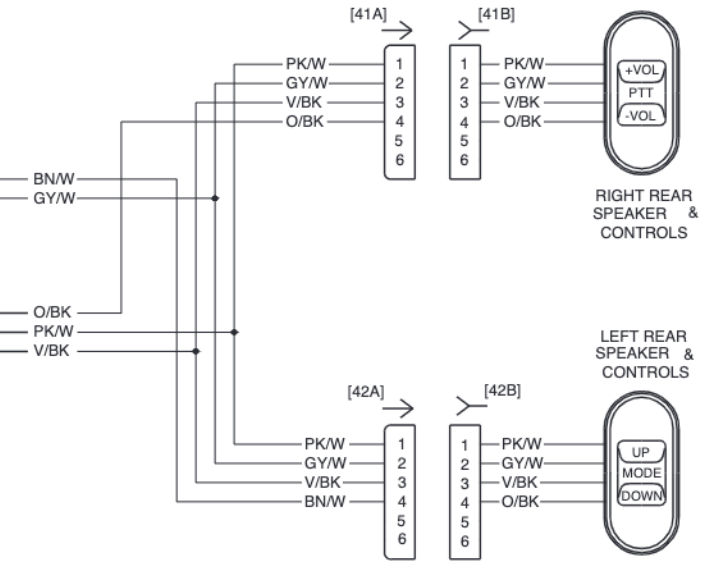 [41A] [41B]
PK/W 1 1 PK/W
GY/W 2 2 GY/W
V/BK 3 3 V/BK
O/BK 4 4 O/BK
5 5
6 6
+VOL
PTT
-VOL
BN/W
GY/W
RIGHT REAR
SPEAKER &
CONTROLS
O/BK
PK/W
V/BK
LEFT REAR
SPEAKER &
CONTROLS
[42A] [42B]
PK/W 1 1 PK/W
GY/W 2 2 GY/W
V/BK 3 3 V/BK
BN/W 4 4 O/BK
5 5
6 6
UP
MODE
DOWN